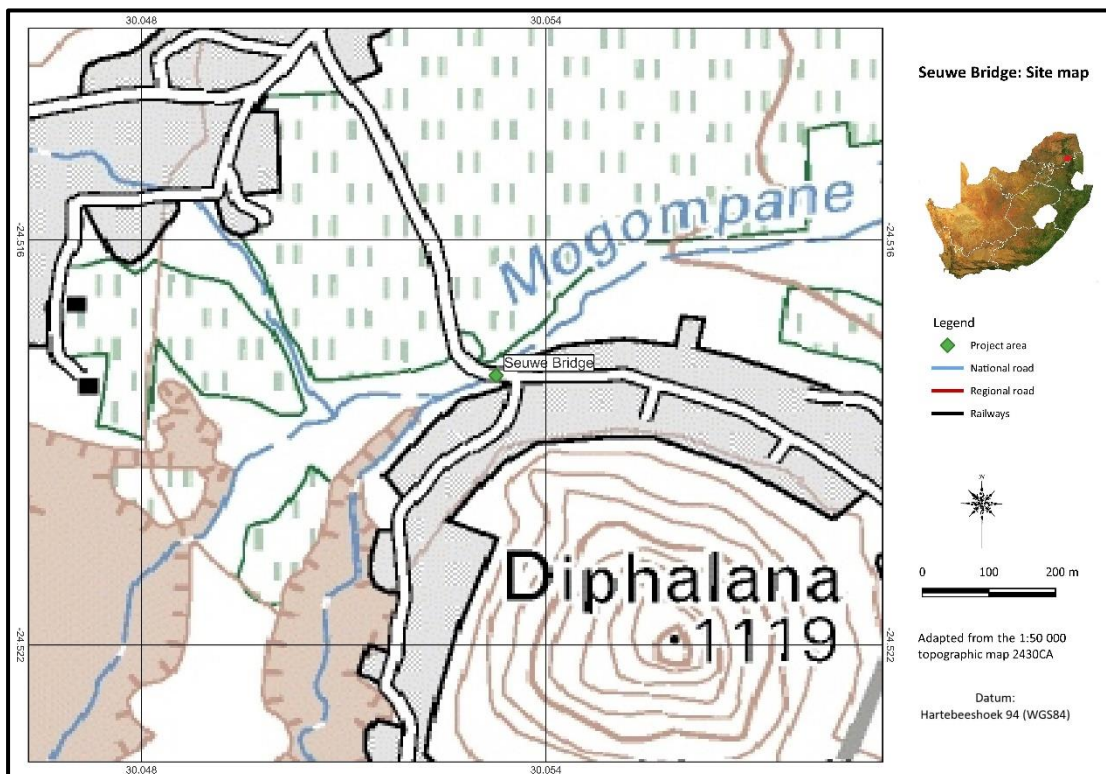 30.048
30.054
Seuwe Bridge: Site map
-24.516
Mogompane
-24.516
Seuwe Bridge
Legend
Project area
National road
Regional road
Railways
N
0 100 200 m
Diphalana
1119
-24.522
-24.522
Adapted from the 1:50 000
topographic map 2430CA
Datum:
Hartebeeshoek 94 (WGS84)
30.048
30.054